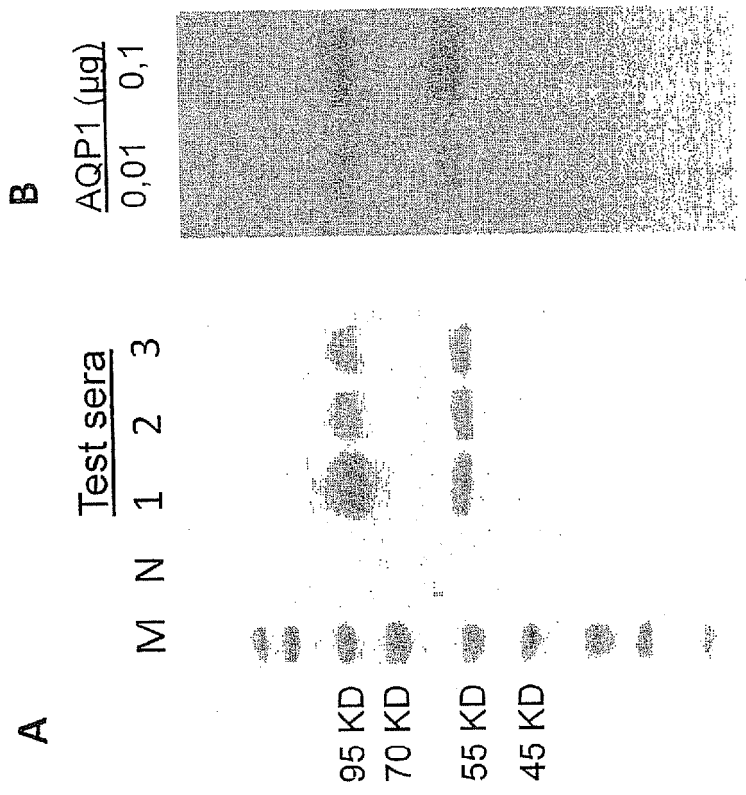 A
Test sera
M N 1 2 3
95 KD
70 KD
55 KD
45 KD
B
AQP1 (µg)
0,01 0,1